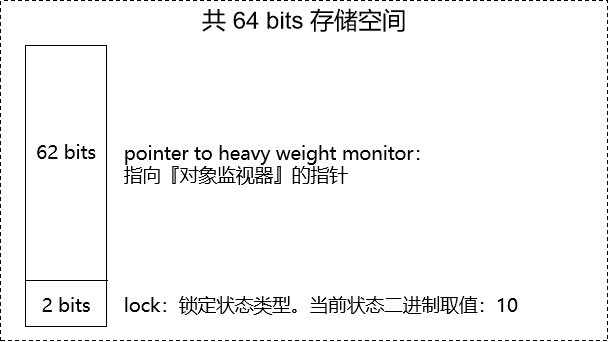 共 64 bits 存储空间
62 bits
pointer to heavy weight monitor：
指向『对象监视器』的指针
2 bits
lock：锁定状态类型。当前状态二进制取值：10